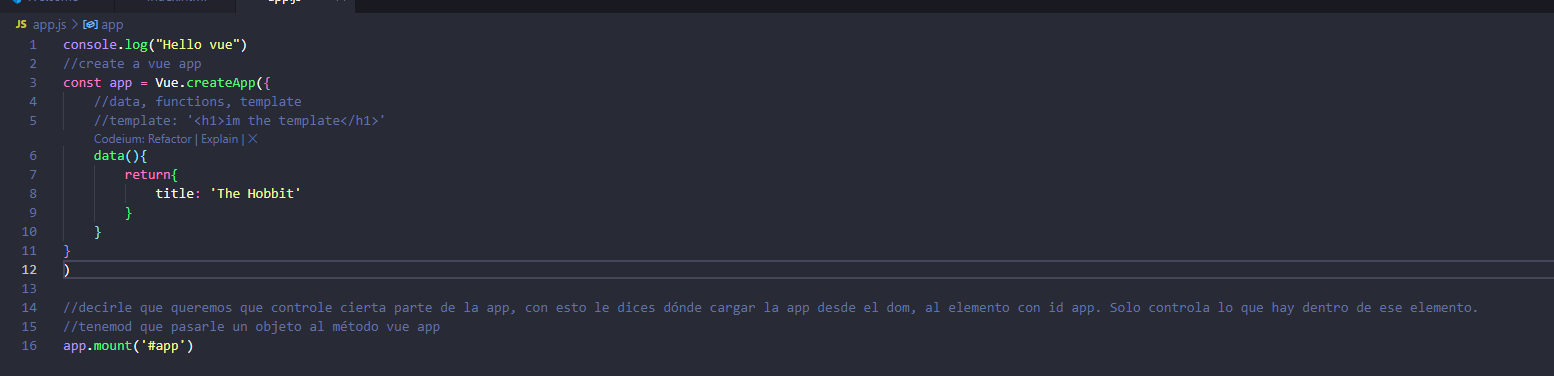 Welcome index.html app.js
JS app.js > app
1 console.log("Hello vue")
2 //create a vue app
3 const app = Vue.createApp({
4 //data, functions, template
5 //template: '<h1>im the template</h1>'
Codeium: Refactor | Explain | X
6 data(){
7 return{
8 title: 'The Hobbit'
9 }
10 }
11 }
12 )
13
14 //decirle que queremos que controle cierta parte de la app, con esto le dices dónde cargar la app desde el dom, al elemento con id app. Solo controla lo que hay dentro de ese elemento.
15 //tenemod que pasarle un objeto al método vue app
16 app.mount('#app')